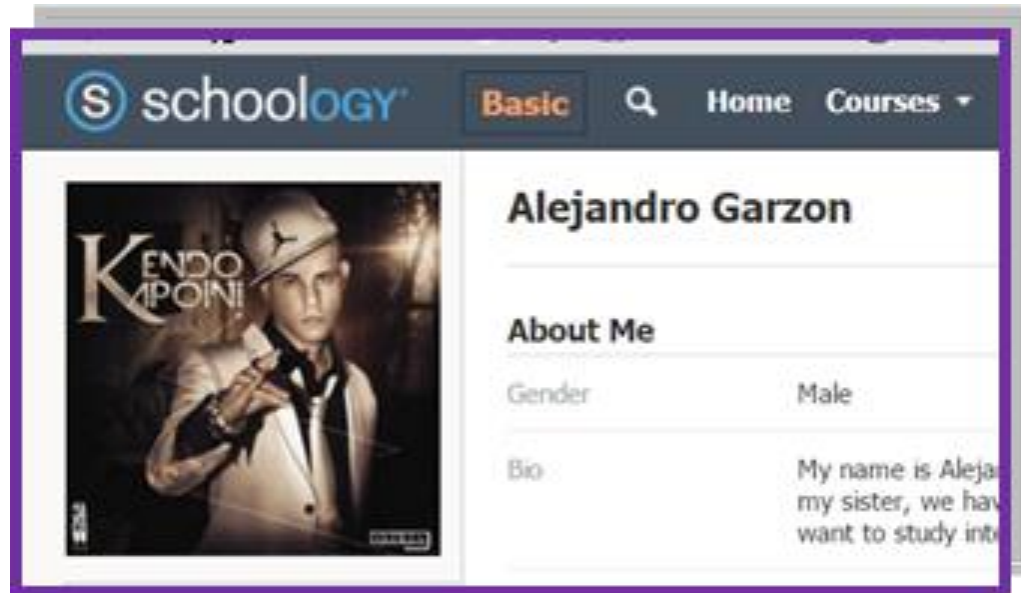 schoology Basic Home Courses
Alejandro Garzon
KENDO
KAPONI
About Me
Gender Male
Bio My name is Aleja
my sister, we hav
want to study int